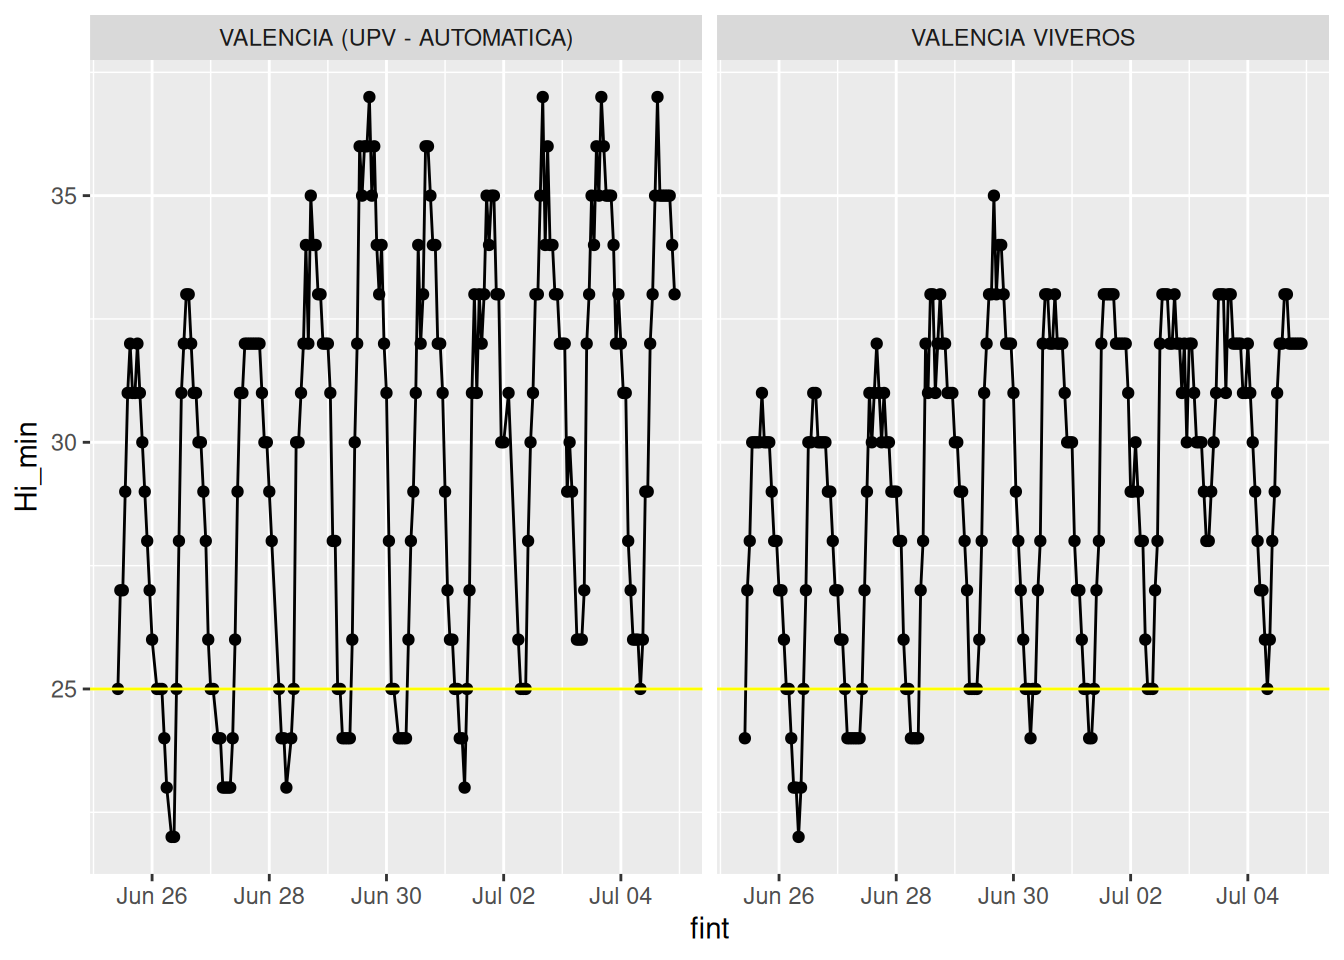 VALENCIA (UPV - AUTOMATICA)
VALENCIA VIVEROS
35
30
25
Hi_min
Jun 26
Jun 28
Jun 30
Jul 02
Jul 04
Jun 26
Jun 28
Jun 30
Jul 02
Jul 04
fint